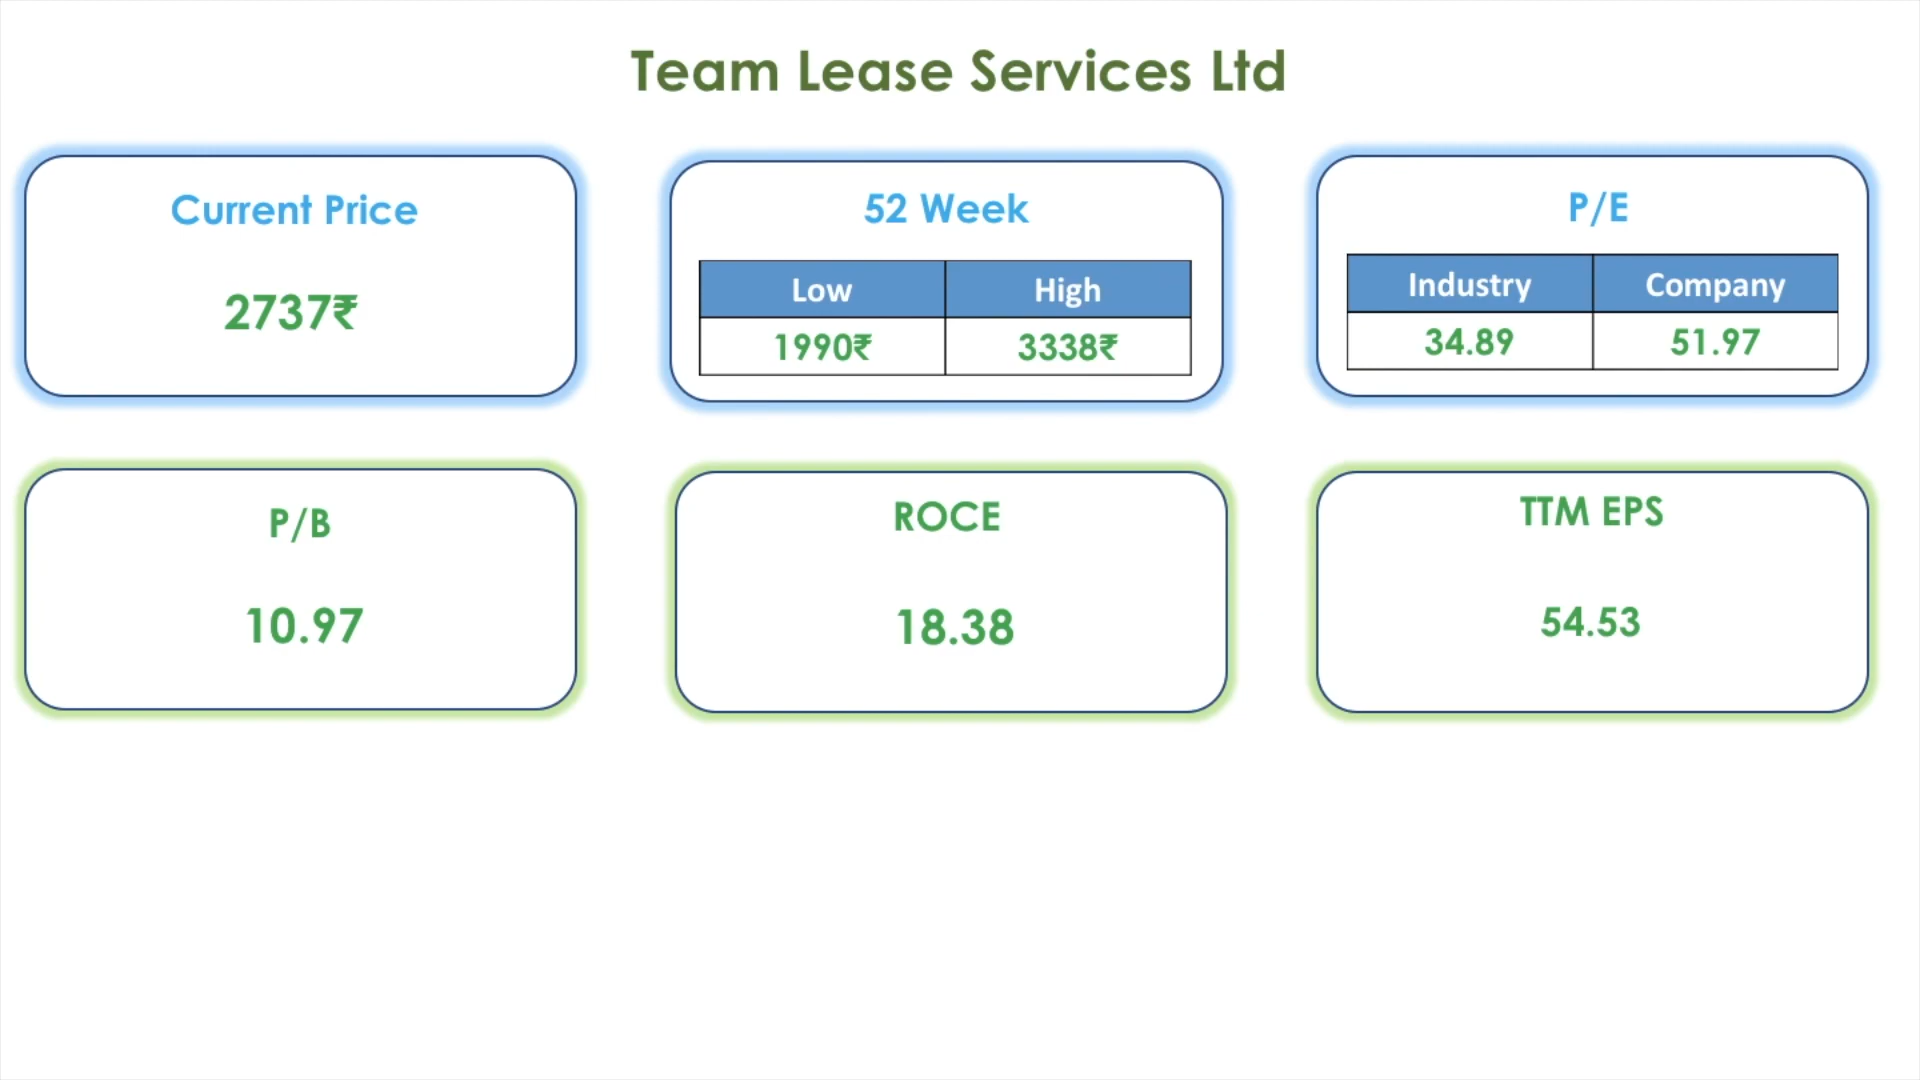 Team Lease Services Ltd
Current Price
2737₹
52 Week
Low High
1990₹ 3338₹
P/E
Industry Company
34.89 51.97
P/B
10.97
ROCE
18.38
TTM EPS
54.53